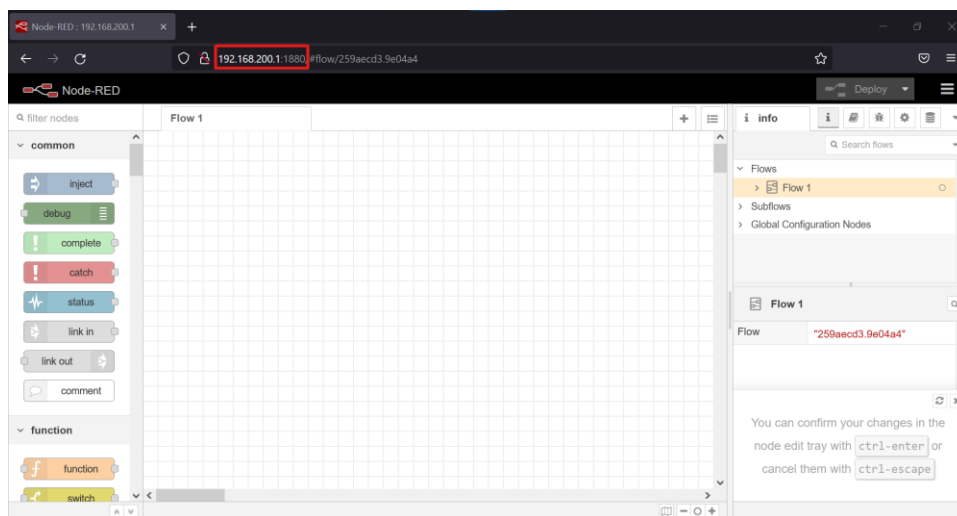 Node-RED : 192.168.200.1
192.168.200.1:1880/#flow/259aecd3.9e04a4
Node-RED
Deploy
filter nodes
Flow 1
info
common
Search flows
inject
debug
complete
catch
status
link in
link out
comment
function
function
switch
Flows
Flow 1
Subflows
Global Configuration Nodes
Flow 1
Flow "259aecd3.9e04a4"
You can confirm your changes in the
node edit tray with ctrl-enter or
cancel them with ctrl-escape